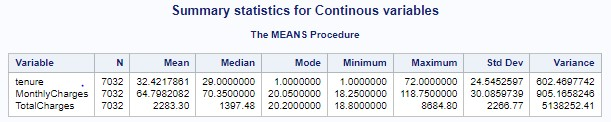 Summary statistics for Continous variables
The MEANS Procedure
Variable N Mean Median Mode Minimum Maximum Std Dev Variance
tenure 7032 32.4217861 29.0000000 1.0000000 1.0000000 72.0000000 24.5452597 602.4697742
MonthlyCharges 7032 64.7982082 70.3500000 20.0500000 18.2500000 118.7500000 30.0859739 905.1658246
TotalCharges 7032 2283.30 1397.48 20.2000000 18.8000000 8684.80 2266.77 5138252.41